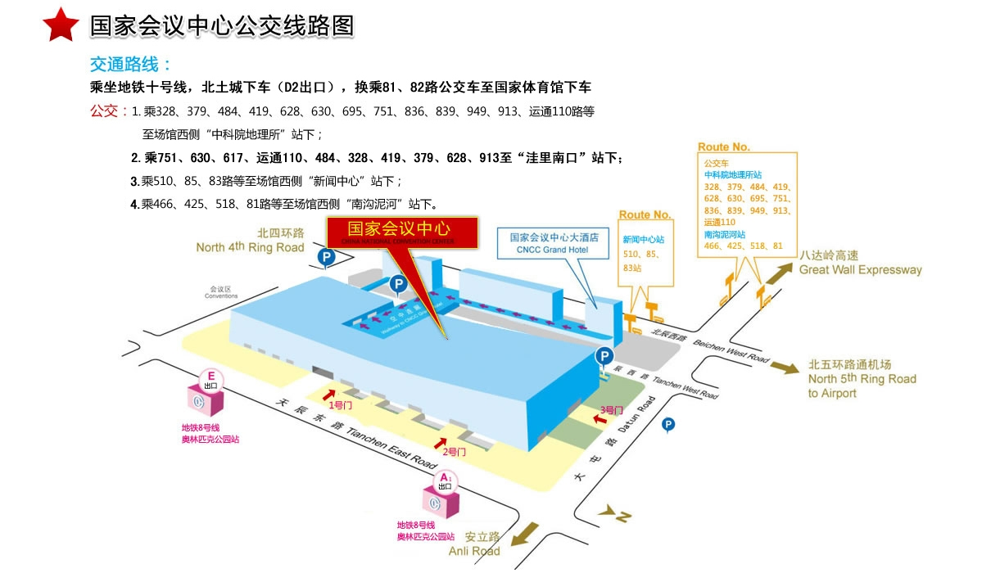 国家会议中心公交线路图
交通路线：
乘坐地铁十号线，北土城下车（D2出口），换乘81、82路公交车至国家体育馆下车
公交：1. 乘328、379、484、419、628、630、695、751、836、839、949、913、运通110路等
至场馆西侧“中科院地理所”站下；
2. 乘751、630、617、运通110、484、328、419、379、628、913至“洼里南口”站下；
3.乘510、85、83路等至场馆西侧“新闻中心”站下；
4.乘466、425、518、81路等至场馆西侧“南沟泥河”站下。
Route No.
公交车
中科院地理所站
328、379、484、419、
628、630、695、751、
836、839、949、913、
运通110
南沟泥河站
466、425、518、81
Route No.
新闻中心站
510、85、
83站
国家会议中心
CHINA NATIONAL CONVENTION CENTER
国家会议中心大酒店
CNCC Grand Hotel
北四环路
North 4th Ring Road
八达岭高速
Great Wall Expressway
会议区
Conventions
P
P
空中连廊
Walkway to CNCC Grand Hotel
北辰西路 Beichen West Road
P
辰西路 Tianchen West Road
北五环路通机场
North 5th Ring Road
to Airport
E
出口
地铁8号线
奥林匹克公园站
1号门
2号门
3号门
天辰东路 Tianchen East Road
大屯路 Datun Road
P
A1
出口
地铁8号线
奥林匹克公园站
安立路
Anli Road
N